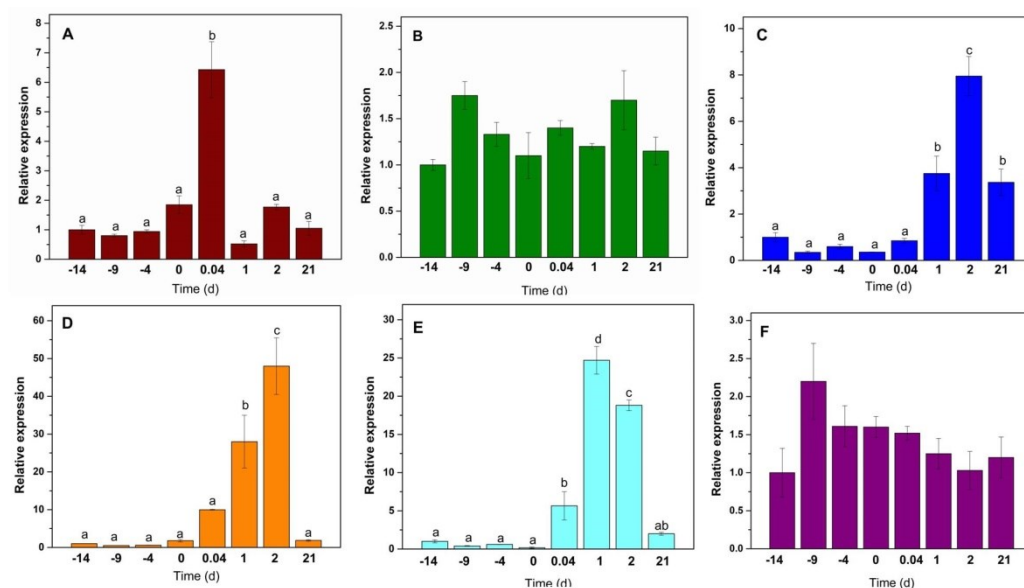 A
Relative expression
8
7
6
5
4
3
2
1
0
a a a a b a a a
-14 -9 -4 0 0.04 1 2 21
Time (d)
B
Relative expression
2.5
2.0
1.5
1.0
0.5
0.0
-14 -9 -4 0 0.04 1 2 21
Time (d)
C
Relative expression
10
8
6
4
2
0
a a a a a b c b
-14 -9 -4 0 0.04 1 2 21
Time (d)
D
Relative expression
60
50
40
30
20
10
0
a a a a a b c a
-14 -9 -4 0 0.04 1 2 21
Time (d)
E
Relative expression
30
25
20
15
10
5
0
a a a a b d c ab
-14 -9 -4 0 0.04 1 2 21
Time (d)
F
Relative expression
3.0
2.5
2.0
1.5
1.0
0.5
0.0
-14 -9 -4 0 0.04 1 2 21
Time (d)